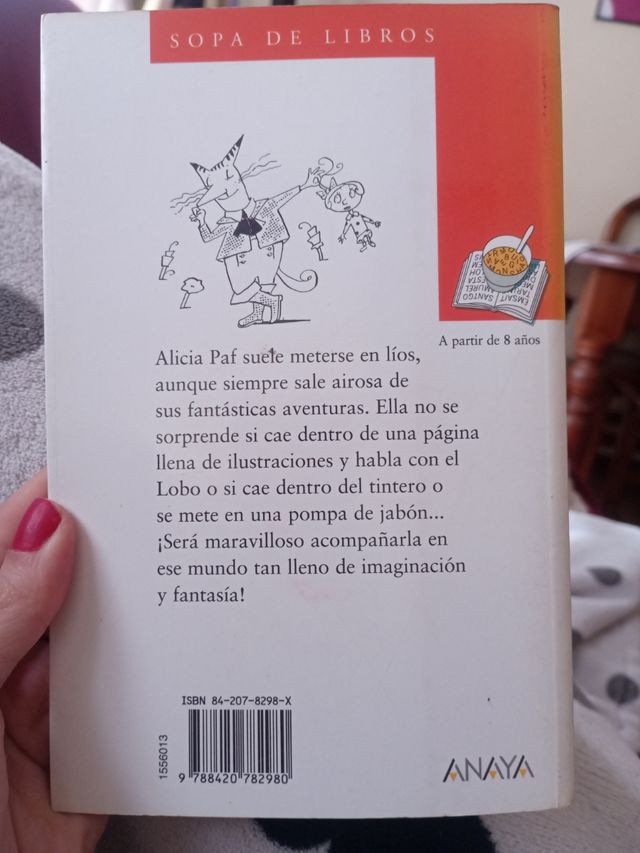 SOPA DE LIBROS
A partir de 8 años
Alicia Paf suele meterse en líos,
aunque siempre sale airosa de
sus fantásticas aventuras. Ella no se
sorprende si cae dentro de una página
llena de ilustraciones y habla con el
Lobo o si cae dentro del tintero o
se mete en una pompa de jabón...
¡Será maravilloso acompañarla en
ese mundo tan lleno de imaginación
y fantasía!
ISBN 84-207-8298-X
1556013
9 788420 782980
ANAYA